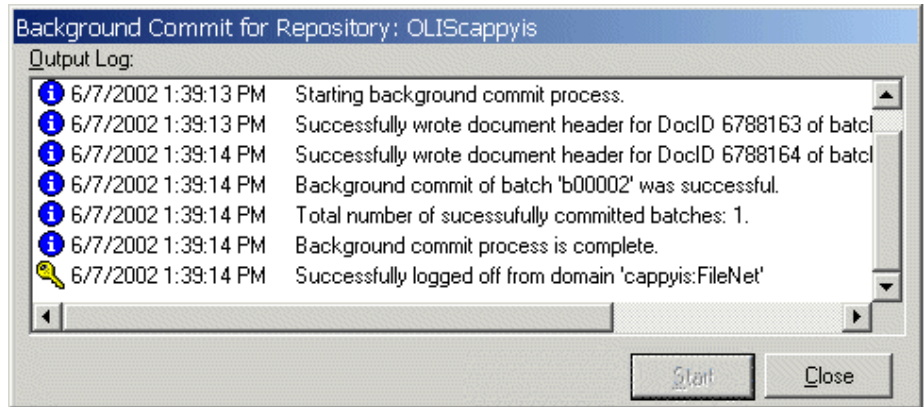 Background Commit for Repository: OLIScappyis
Output Log:
6/7/2002 1:39:13 PM Starting background commit process.
6/7/2002 1:39:13 PM Successfully wrote document header for DocID 6788163 of batcl
6/7/2002 1:39:14 PM Successfully wrote document header for DocID 6788164 of batcl
6/7/2002 1:39:14 PM Background commit of batch 'b00002' was successful.
6/7/2002 1:39:14 PM Total number of sucessufully committed batches: 1.
6/7/2002 1:39:14 PM Background commit process is complete.
6/7/2002 1:39:14 PM Successfully logged off from domain 'cappyis:FileNet'
Start Close